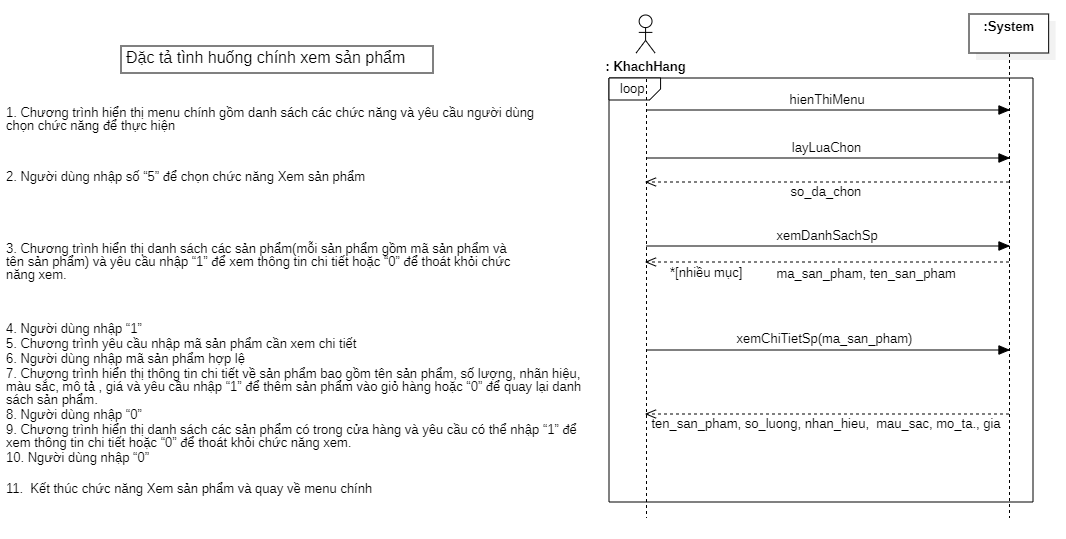 Đặc tả tình huống chính xem sản phẩm
1. Chương trình hiển thị menu chính gồm danh sách các chức năng và yêu cầu người dùng
chọn chức năng để thực hiện
2. Người dùng nhập số “5” để chọn chức năng Xem sản phẩm
3. Chương trình hiển thị danh sách các sản phẩm(mỗi sản phẩm gồm mã sản phẩm và
tên sản phẩm) và yêu cầu nhập “1” để xem thông tin chi tiết hoặc “0” để thoát khỏi chức
năng xem.
4. Người dùng nhập “1”
5. Chương trình yêu cầu nhập mã sản phẩm cần xem chi tiết
6. Người dùng nhập mã sản phẩm hợp lệ
7. Chương trình hiển thị thông tin chi tiết về sản phẩm bao gồm tên sản phẩm, số lượng, nhãn hiệu,
màu sắc, mô tả , giá và yêu cầu nhập “1” để thêm sản phẩm vào giỏ hàng hoặc “0” để quay lại danh
sách sản phẩm.
8. Người dùng nhập “0”
9. Chương trình hiển thị danh sách các sản phẩm có trong cửa hàng và yêu cầu có thể nhập “1” để
xem thông tin chi tiết hoặc “0” để thoát khỏi chức năng xem.
10. Người dùng nhập “0”
11. Kết thúc chức năng Xem sản phẩm và quay về menu chính
:System
: KhachHang
loop
hienThiMenu
layLuaChon
so_da_chon
xemDanhSachSp
*[nhiều mục] ma_san_pham, ten_san_pham
xemChiTietSp(ma_san_pham)
ten_san_pham, so_luong, nhan_hieu, mau_sac, mo_ta., gia